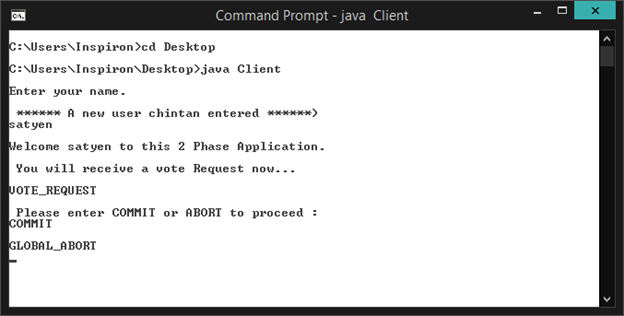 Command Prompt - java Client
C:\Users\Inspiron>cd Desktop
C:\Users\Inspiron\Desktop>java Client
Enter your name.
****** A new user chintan entered ******)
satyen
Welcome satyen to this 2 Phase Application.
You will receive a vote Request now...
VOTE_REQUEST
Please enter COMMIT or ABORT to proceed :
COMMIT
GLOBAL_ABORT